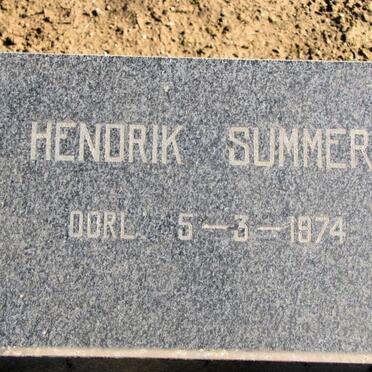 HENDRIK SUMMER
OORL 5-3-1974